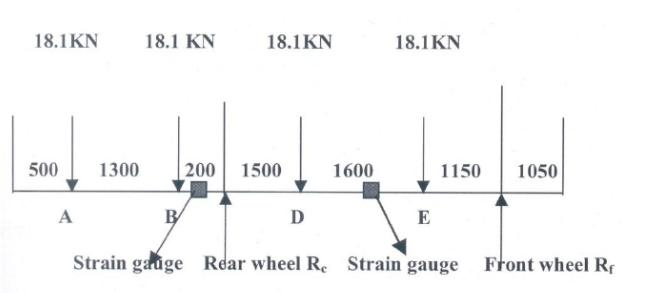 18.1KN 18.1 KN 18.1KN 18.1KN
500 1300 200 1500 1600 1150 1050
A B D E
Strain gauge Rear wheel Rc Strain gauge Front wheel Rf